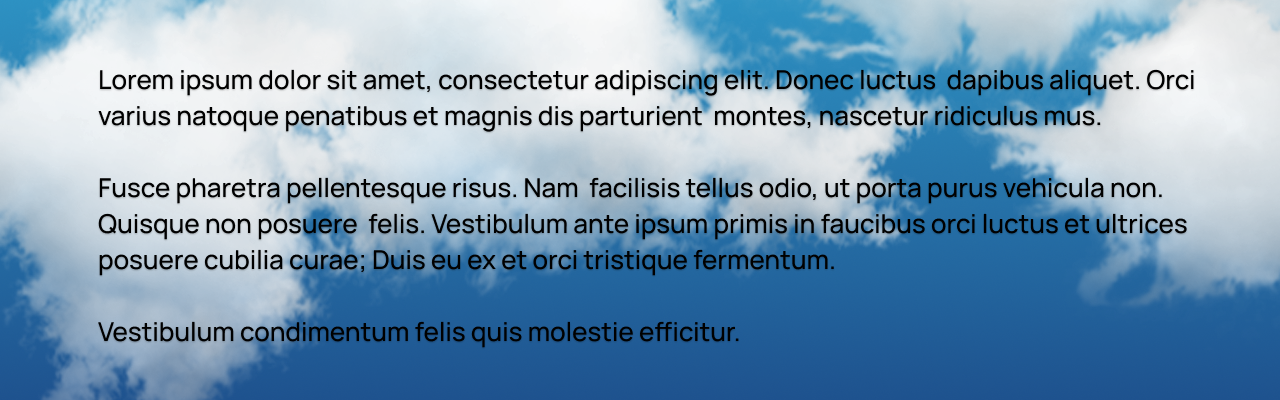 Lorem ipsum dolor sit amet, consectetur adipiscing elit. Donec luctus  dapibus aliquet. Orci
varius natoque penatibus et magnis dis parturient  montes, nascetur ridiculus mus.

Fusce pharetra pellentesque risus. Nam  facilisis tellus odio, ut porta purus vehicula non.
Quisque non posuere  felis. Vestibulum ante ipsum primis in faucibus orci luctus et ultrices
posuere cubilia curae; Duis eu ex et orci tristique fermentum.

Vestibulum condimentum felis quis molestie efficitur.